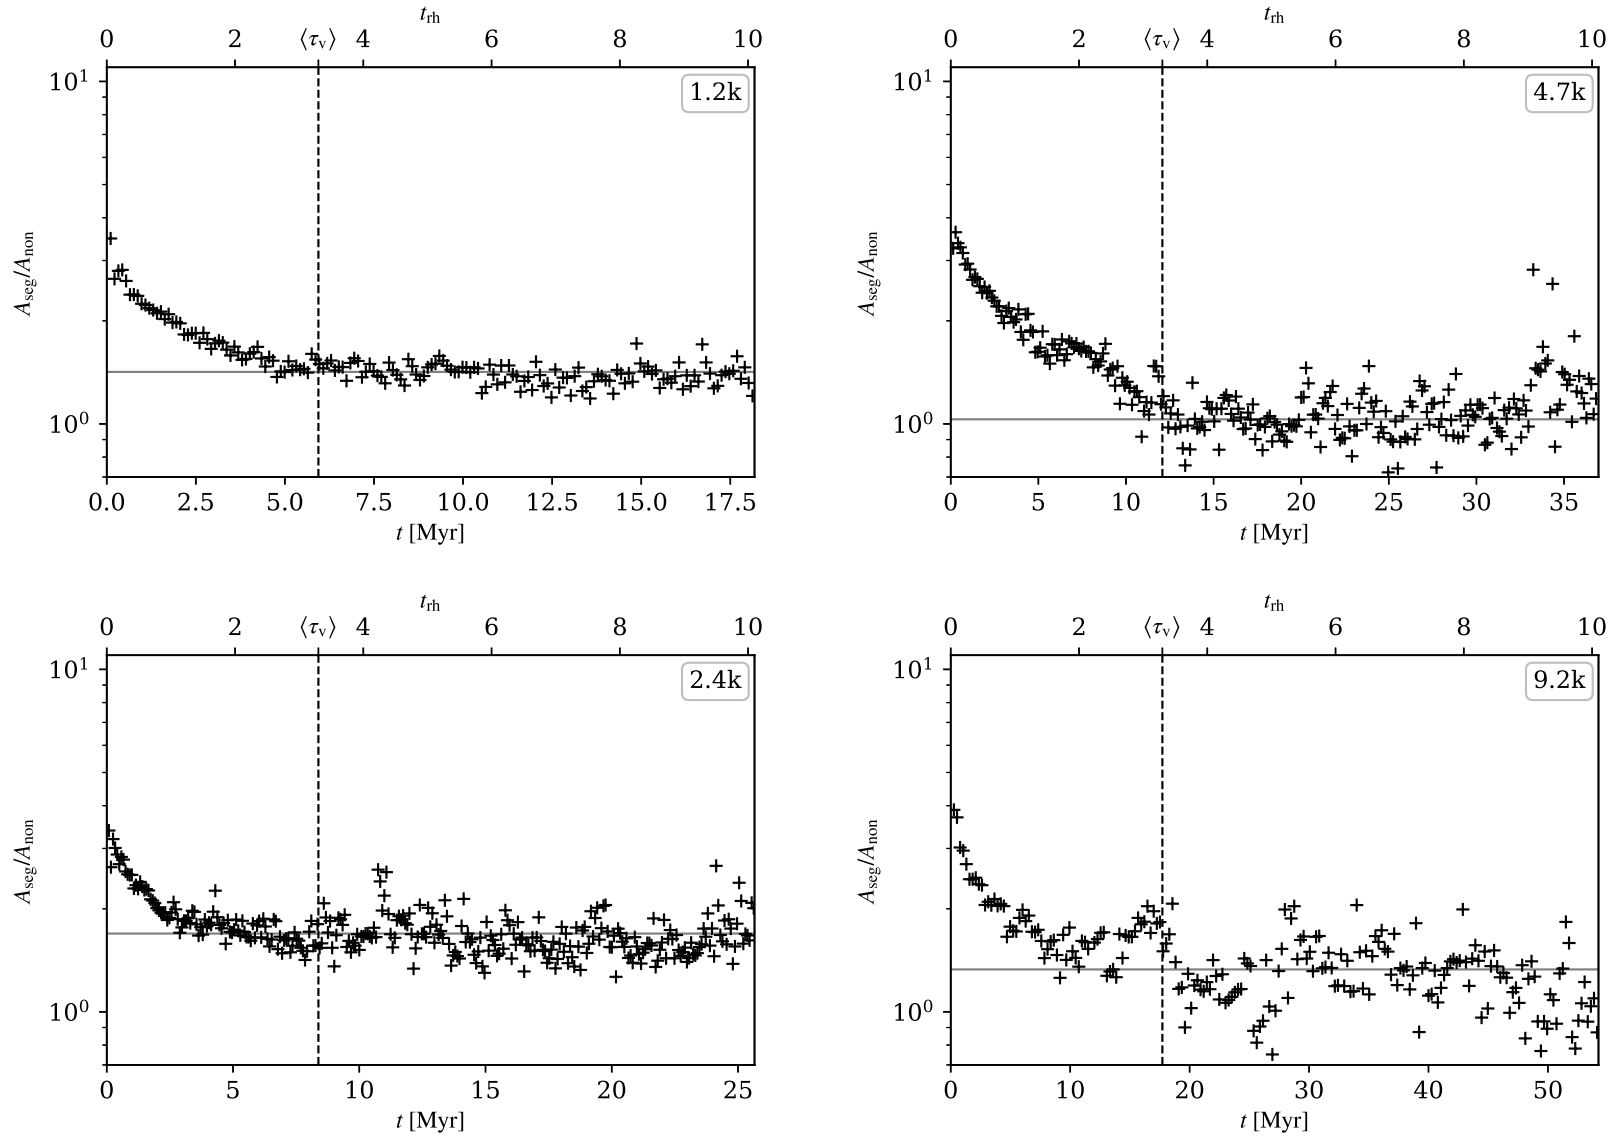 t_rh t_rh
0 2 ⟨τ_v⟩ 4 6 8 10 0 2 ⟨τ_v⟩ 4 6 8 10
10^1 1.2k 10^1 4.7k
A_seg/A_non A_seg/A_non
10^0 10^0
0.0 2.5 5.0 7.5 10.0 12.5 15.0 17.5 0 5 10 15 20 25 30 35
t [Myr] t [Myr]
t_rh t_rh
0 2 ⟨τ_v⟩ 4 6 8 10 0 2 ⟨τ_v⟩ 4 6 8 10
10^1 2.4k 10^1 9.2k
A_seg/A_non A_seg/A_non
10^0 10^0
0 5 10 15 20 25 0 10 20 30 40 50
t [Myr] t [Myr]